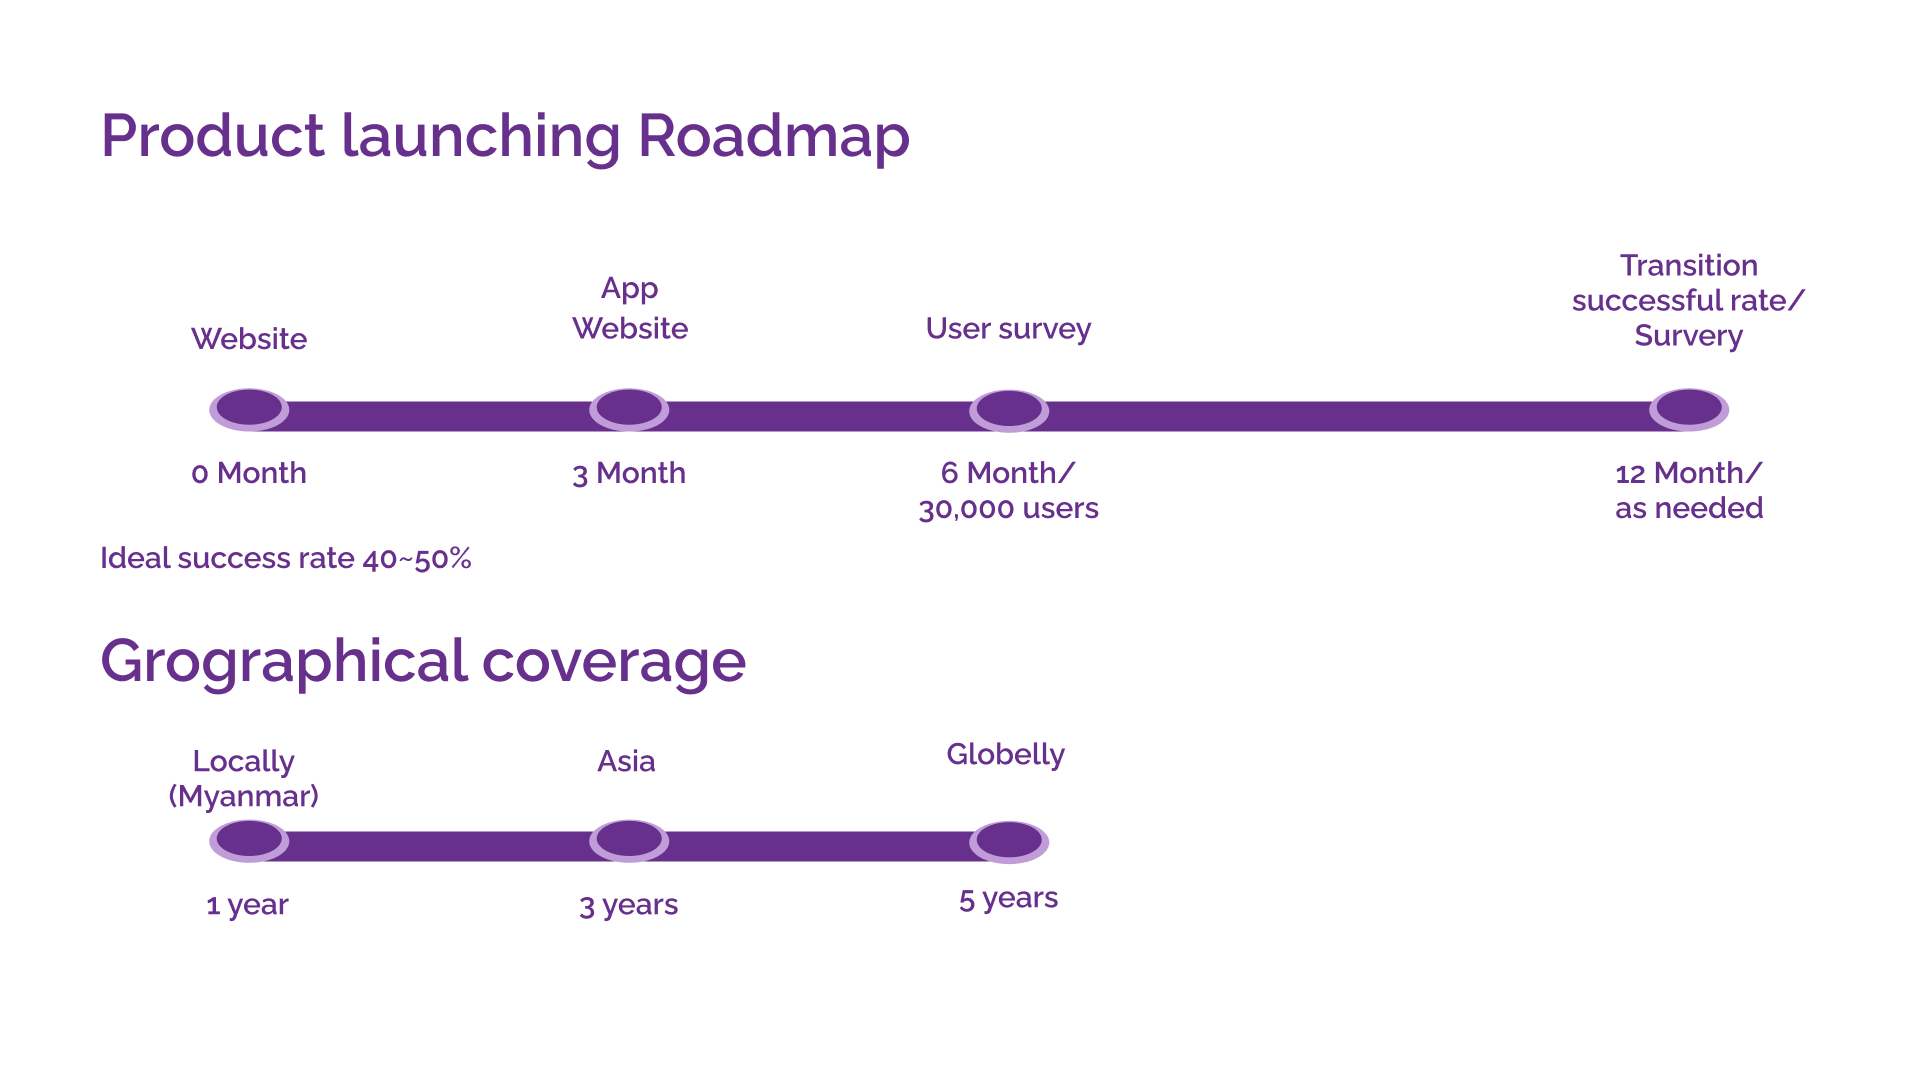 Product launching Roadmap
Website
App
Website
User survey
Transition
successful rate/
Survery
0 Month
3 Month
6 Month/
30,000 users
12 Month/
as needed
Ideal success rate 40~50%
Grographical coverage
Locally
(Myanmar)
Asia
Globelly
1 year
3 years
5 years